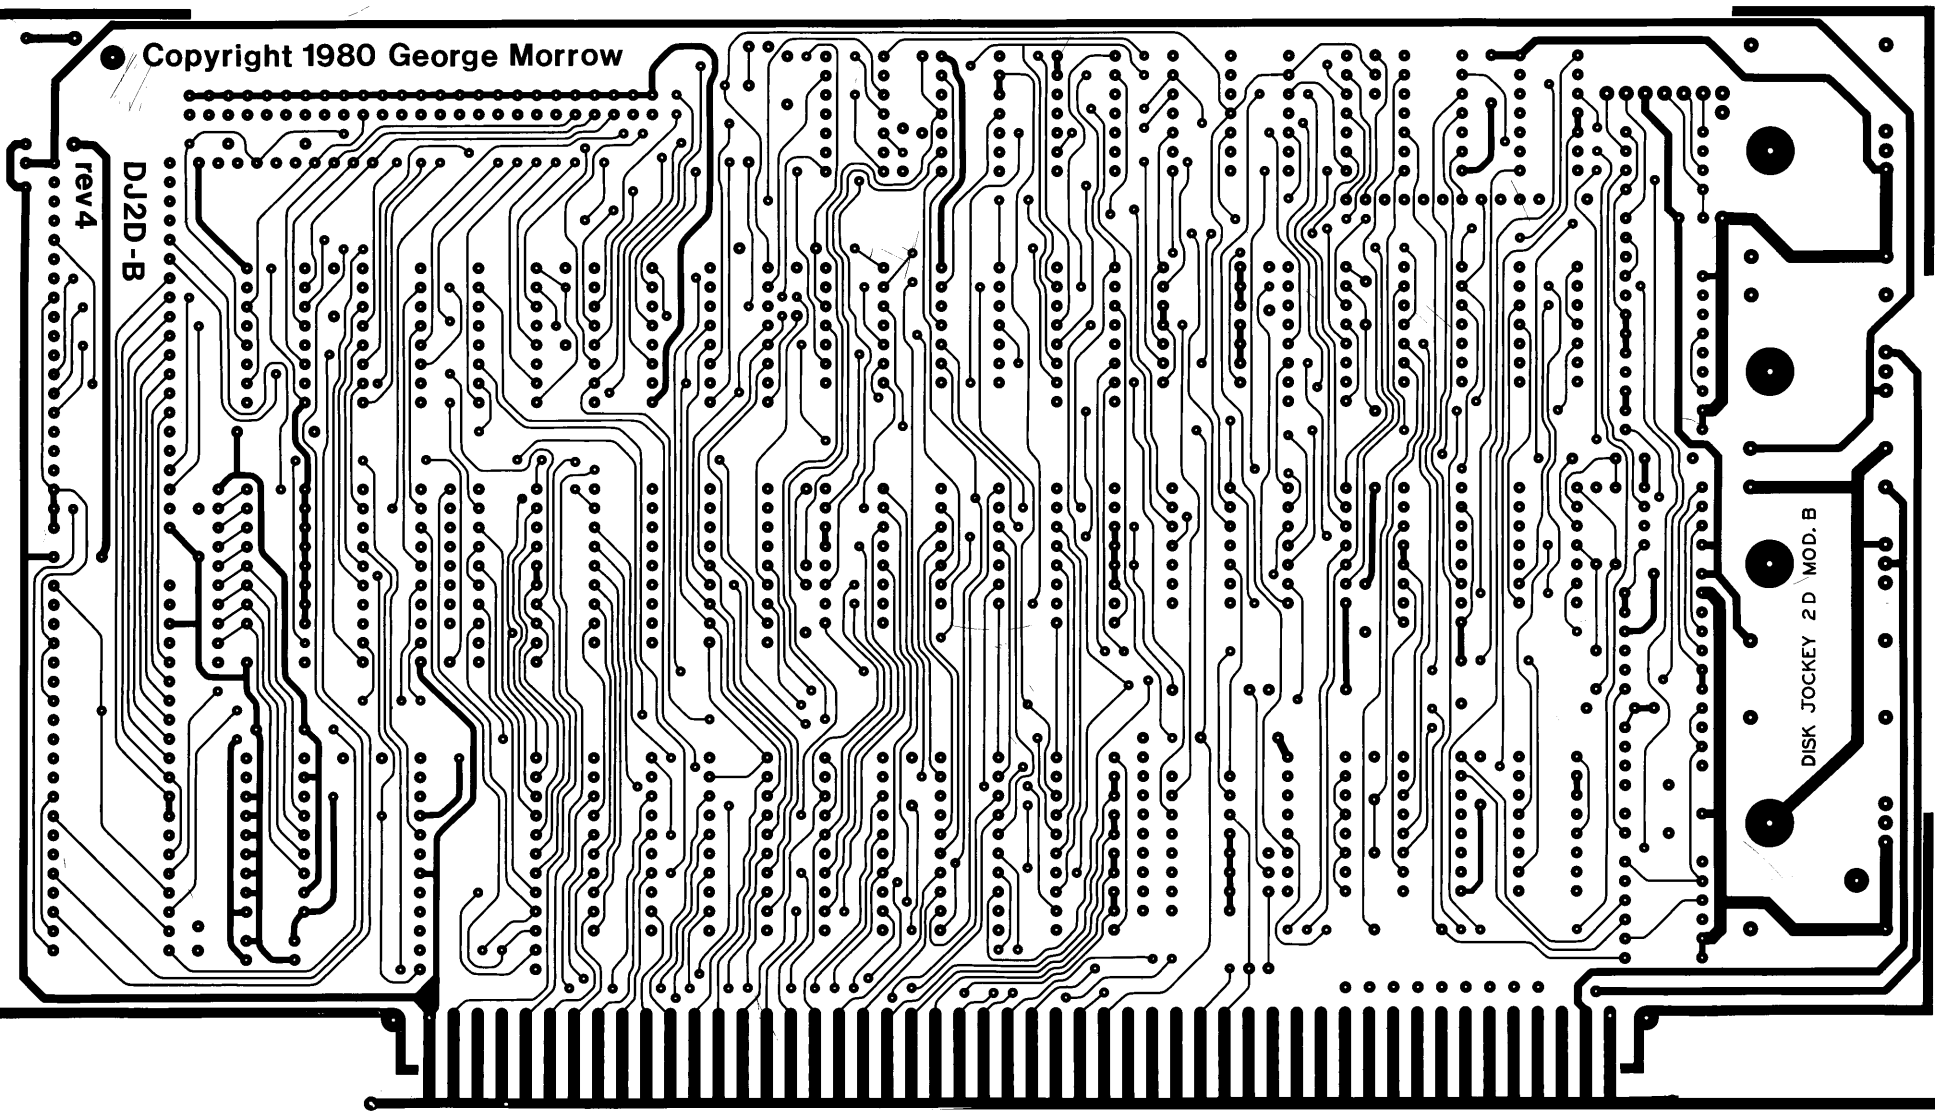 Copyright 1980 George Morrow
rev4
DJ2D-B
DISK JOCKEY 2D MOD. B